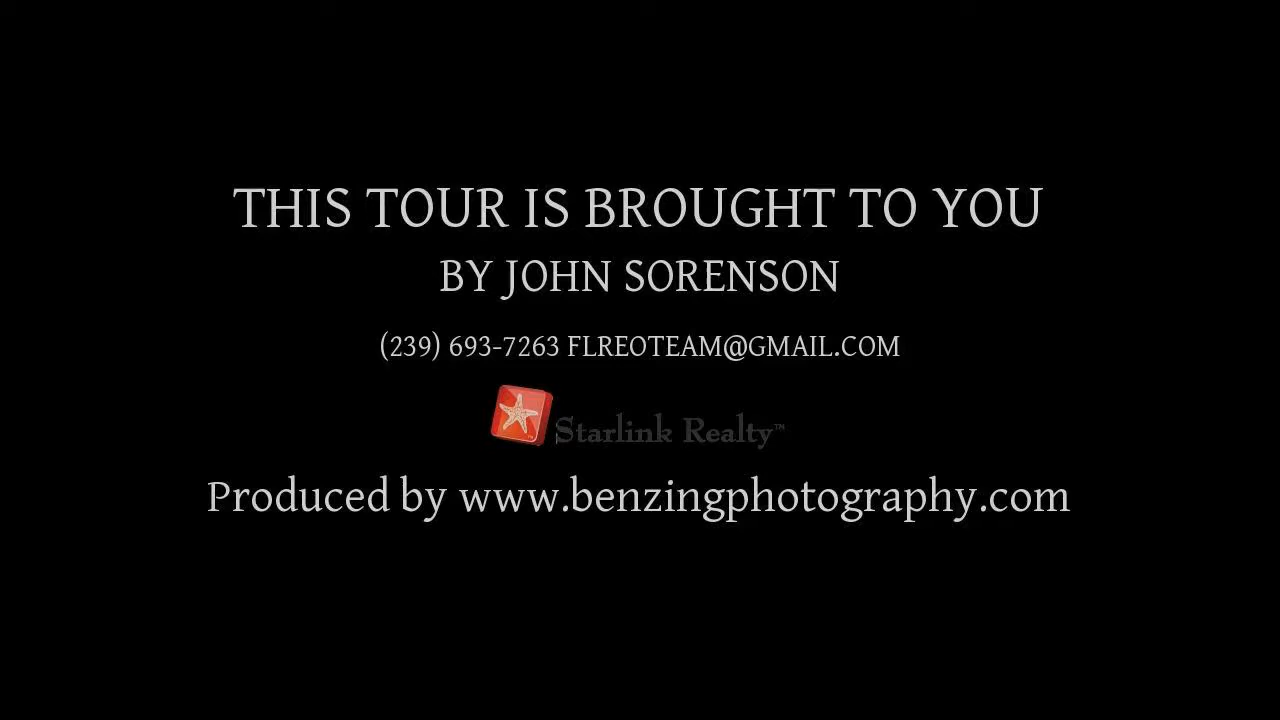 THIS TOUR IS BROUGHT TO YOU
BY JOHN SORENSON
(239) 693-7263 FLREOTEAM@GMAIL.COM
Starlink Realty™
Produced by www.benzingphotography.com